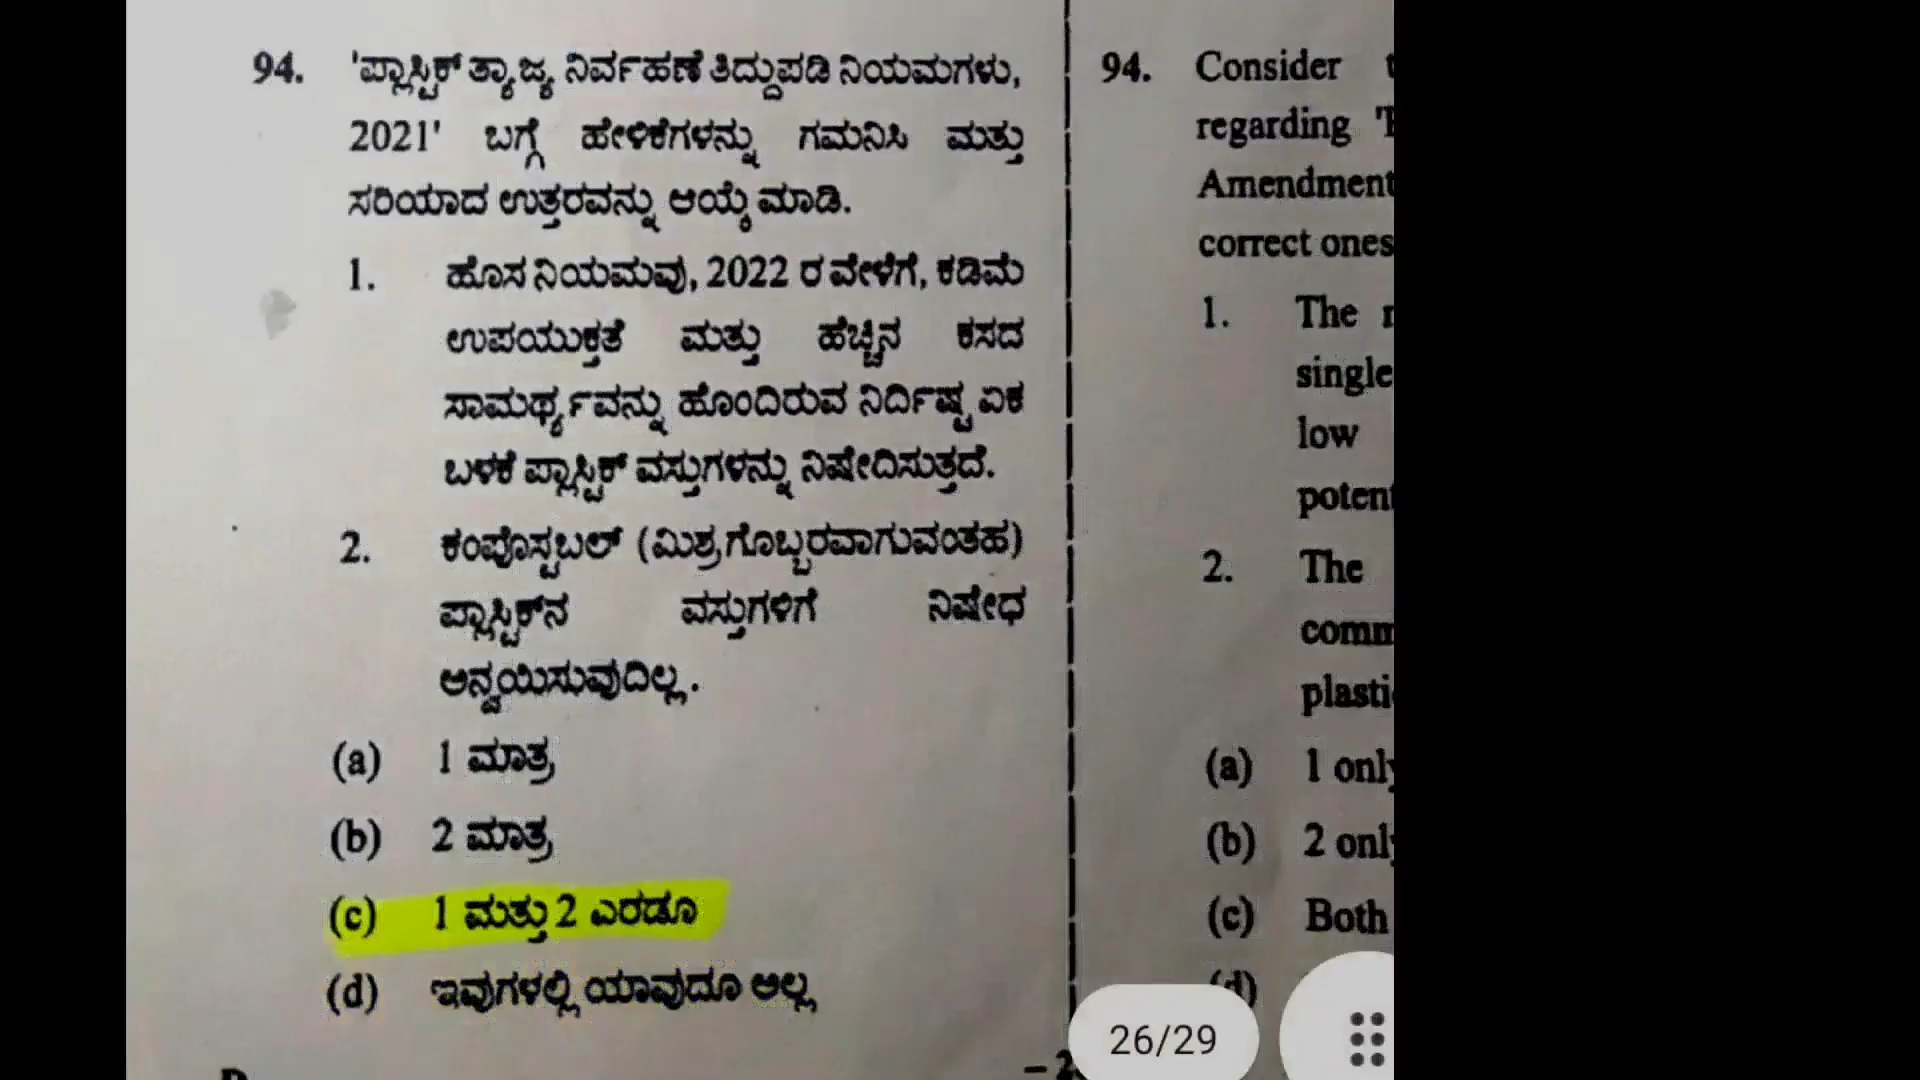 94. 'ಪ್ಲಾಸ್ಟಿಕ್ ತ್ಯಾಜ್ಯ ನಿರ್ವಹಣೆ ತಿದ್ದುಪಡಿ ನಿಯಮಗಳು,
2021' ಬಗ್ಗೆ ಹೇಳಿಕೆಗಳನ್ನು ಗಮನಿಸಿ ಮತ್ತು
ಸರಿಯಾದ ಉತ್ತರವನ್ನು ಆಯ್ಕೆ ಮಾಡಿ.
1. ಹೊಸ ನಿಯಮವು, 2022 ರ ವೇಳೆಗೆ, ಕಡಿಮೆ
ಉಪಯುಕ್ತತೆ ಮತ್ತು ಹೆಚ್ಚಿನ ಕಸದ
ಸಾಮರ್ಥ್ಯವನ್ನು ಹೊಂದಿರುವ ನಿರ್ದಿಷ್ಟ ಏಕ
ಬಳಕೆ ಪ್ಲಾಸ್ಟಿಕ್ ವಸ್ತುಗಳನ್ನು ನಿಷೇದಿಸುತ್ತದೆ.
2. ಕಂಪೊಸ್ಟಬಲ್ (ಮಿಶ್ರಗೊಬ್ಬರವಾಗುವಂತಹ)
ಪ್ಲಾಸ್ಟಿಕ್‌ನ ವಸ್ತುಗಳಿಗೆ ನಿಷೇಧ
ಅನ್ವಯಿಸುವುದಿಲ್ಲ.
(a) 1 ಮಾತ್ರ
(b) 2 ಮಾತ್ರ
(c) 1 ಮತ್ತು 2 ಎರಡೂ
(d) ಇವುಗಳಲ್ಲಿ ಯಾವುದೂ ಅಲ್ಲ
94. Consider
regarding
Amendment
correct ones
1. The
single
low
potent
2. The
comm
plasti
(a) 1 only
(b) 2 only
(c) Both
(d)
26/29